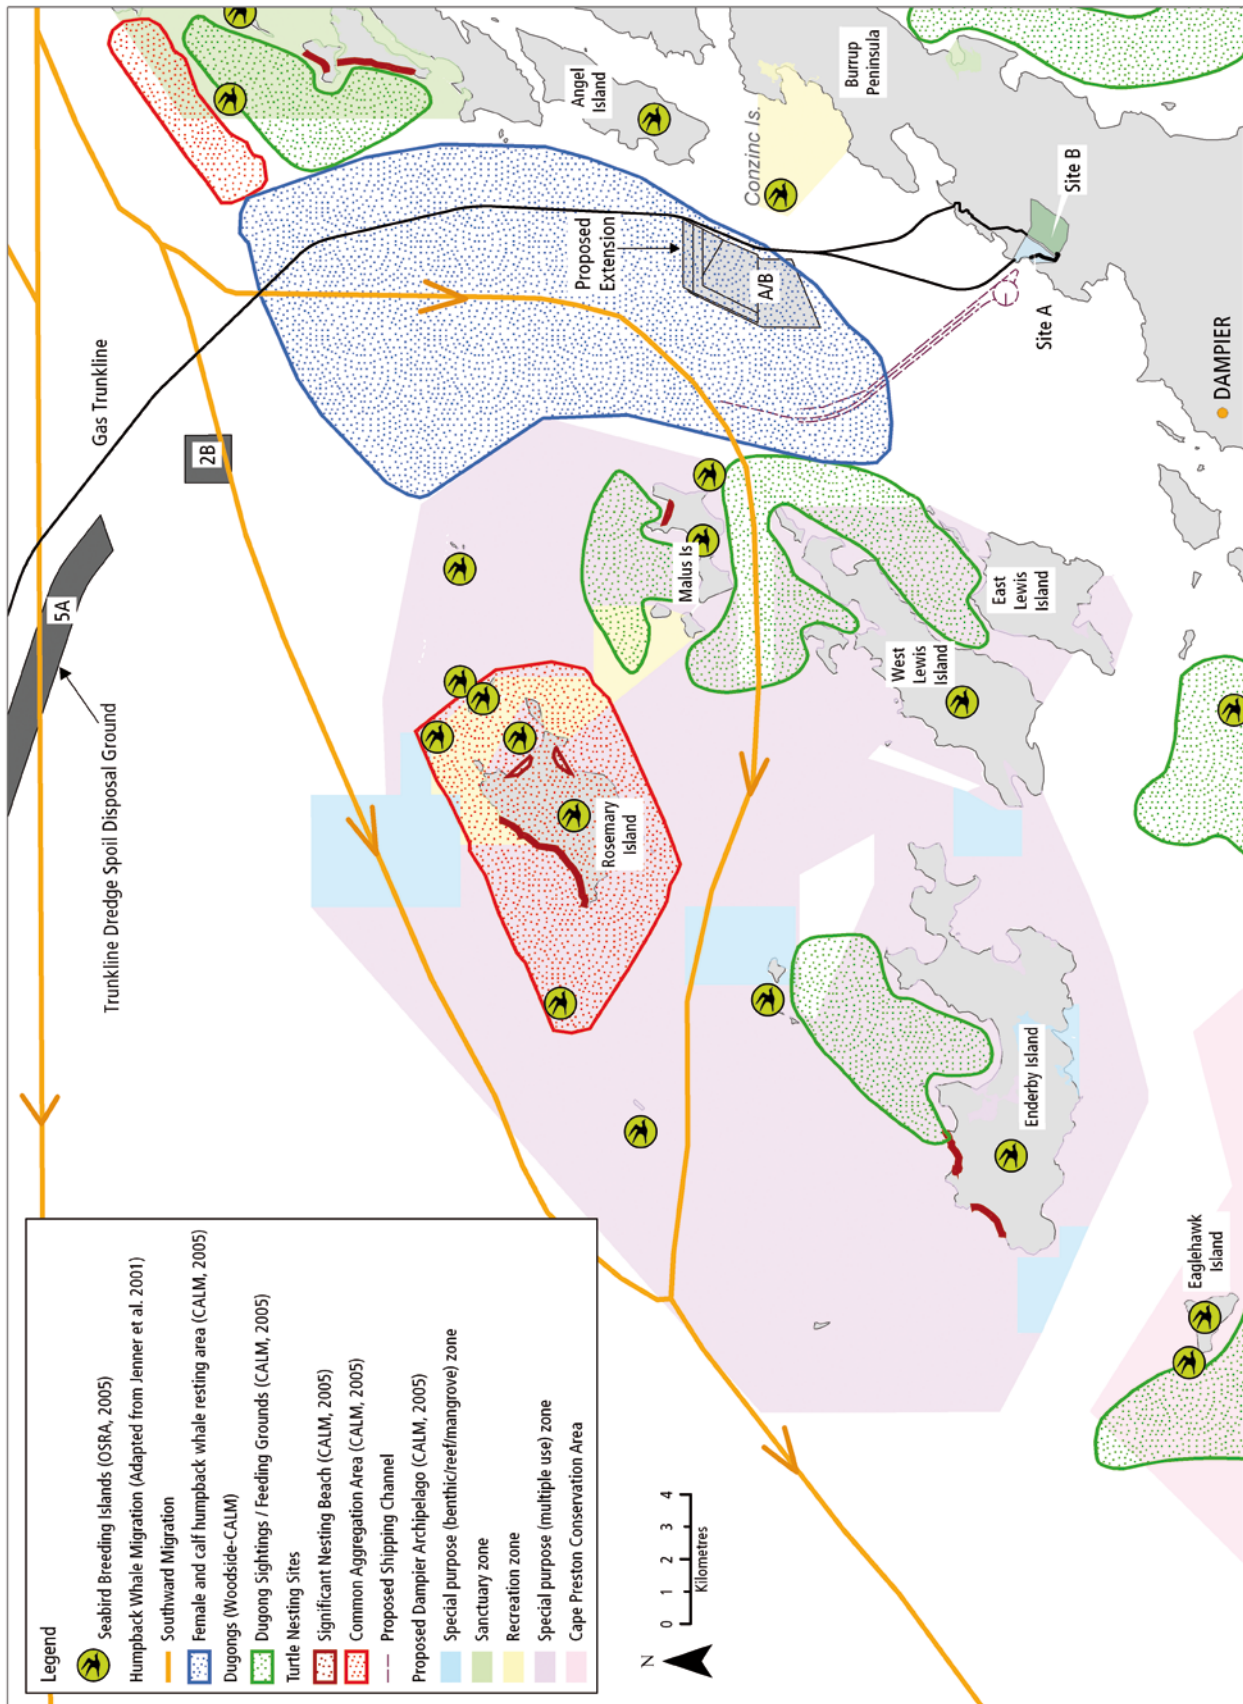 Legend
Seabird Breeding Islands (OSRA, 2005)
Humpback Whale Migration (Adapted from Jenner et al. 2001)
Southward Migration
Female and calf humpback whale resting area (CALM, 2005)
Dugongs (Woodside-CALM)
Dugong Sightings / Feeding Grounds (CALM, 2005)
Turtle Nesting Sites
Significant Nesting Beach (CALM, 2005)
Common Aggregation Area (CALM, 2005)
Proposed Shipping Channel
Proposed Dampier Archipelago (CALM, 2005)
Special purpose (benthic/reef/mangrove) zone
Sanctuary zone
Recreation zone
Special purpose (multiple use) zone
Cape Preston Conservation Area
N
0 1 2 3 4
Kilometres
Trunkline Dredge Spoil Disposal Ground
5A
Gas Trunkline
2B
Rosemary
Island
Malus Is
Proposed
Extension
A/B
Angel
Island
Conzinc Is.
Burrup
Peninsula
West
Lewis
Island
East
Lewis
Island
Site A
Site B
Enderby Island
Eaglehawk
Island
DAMPIER